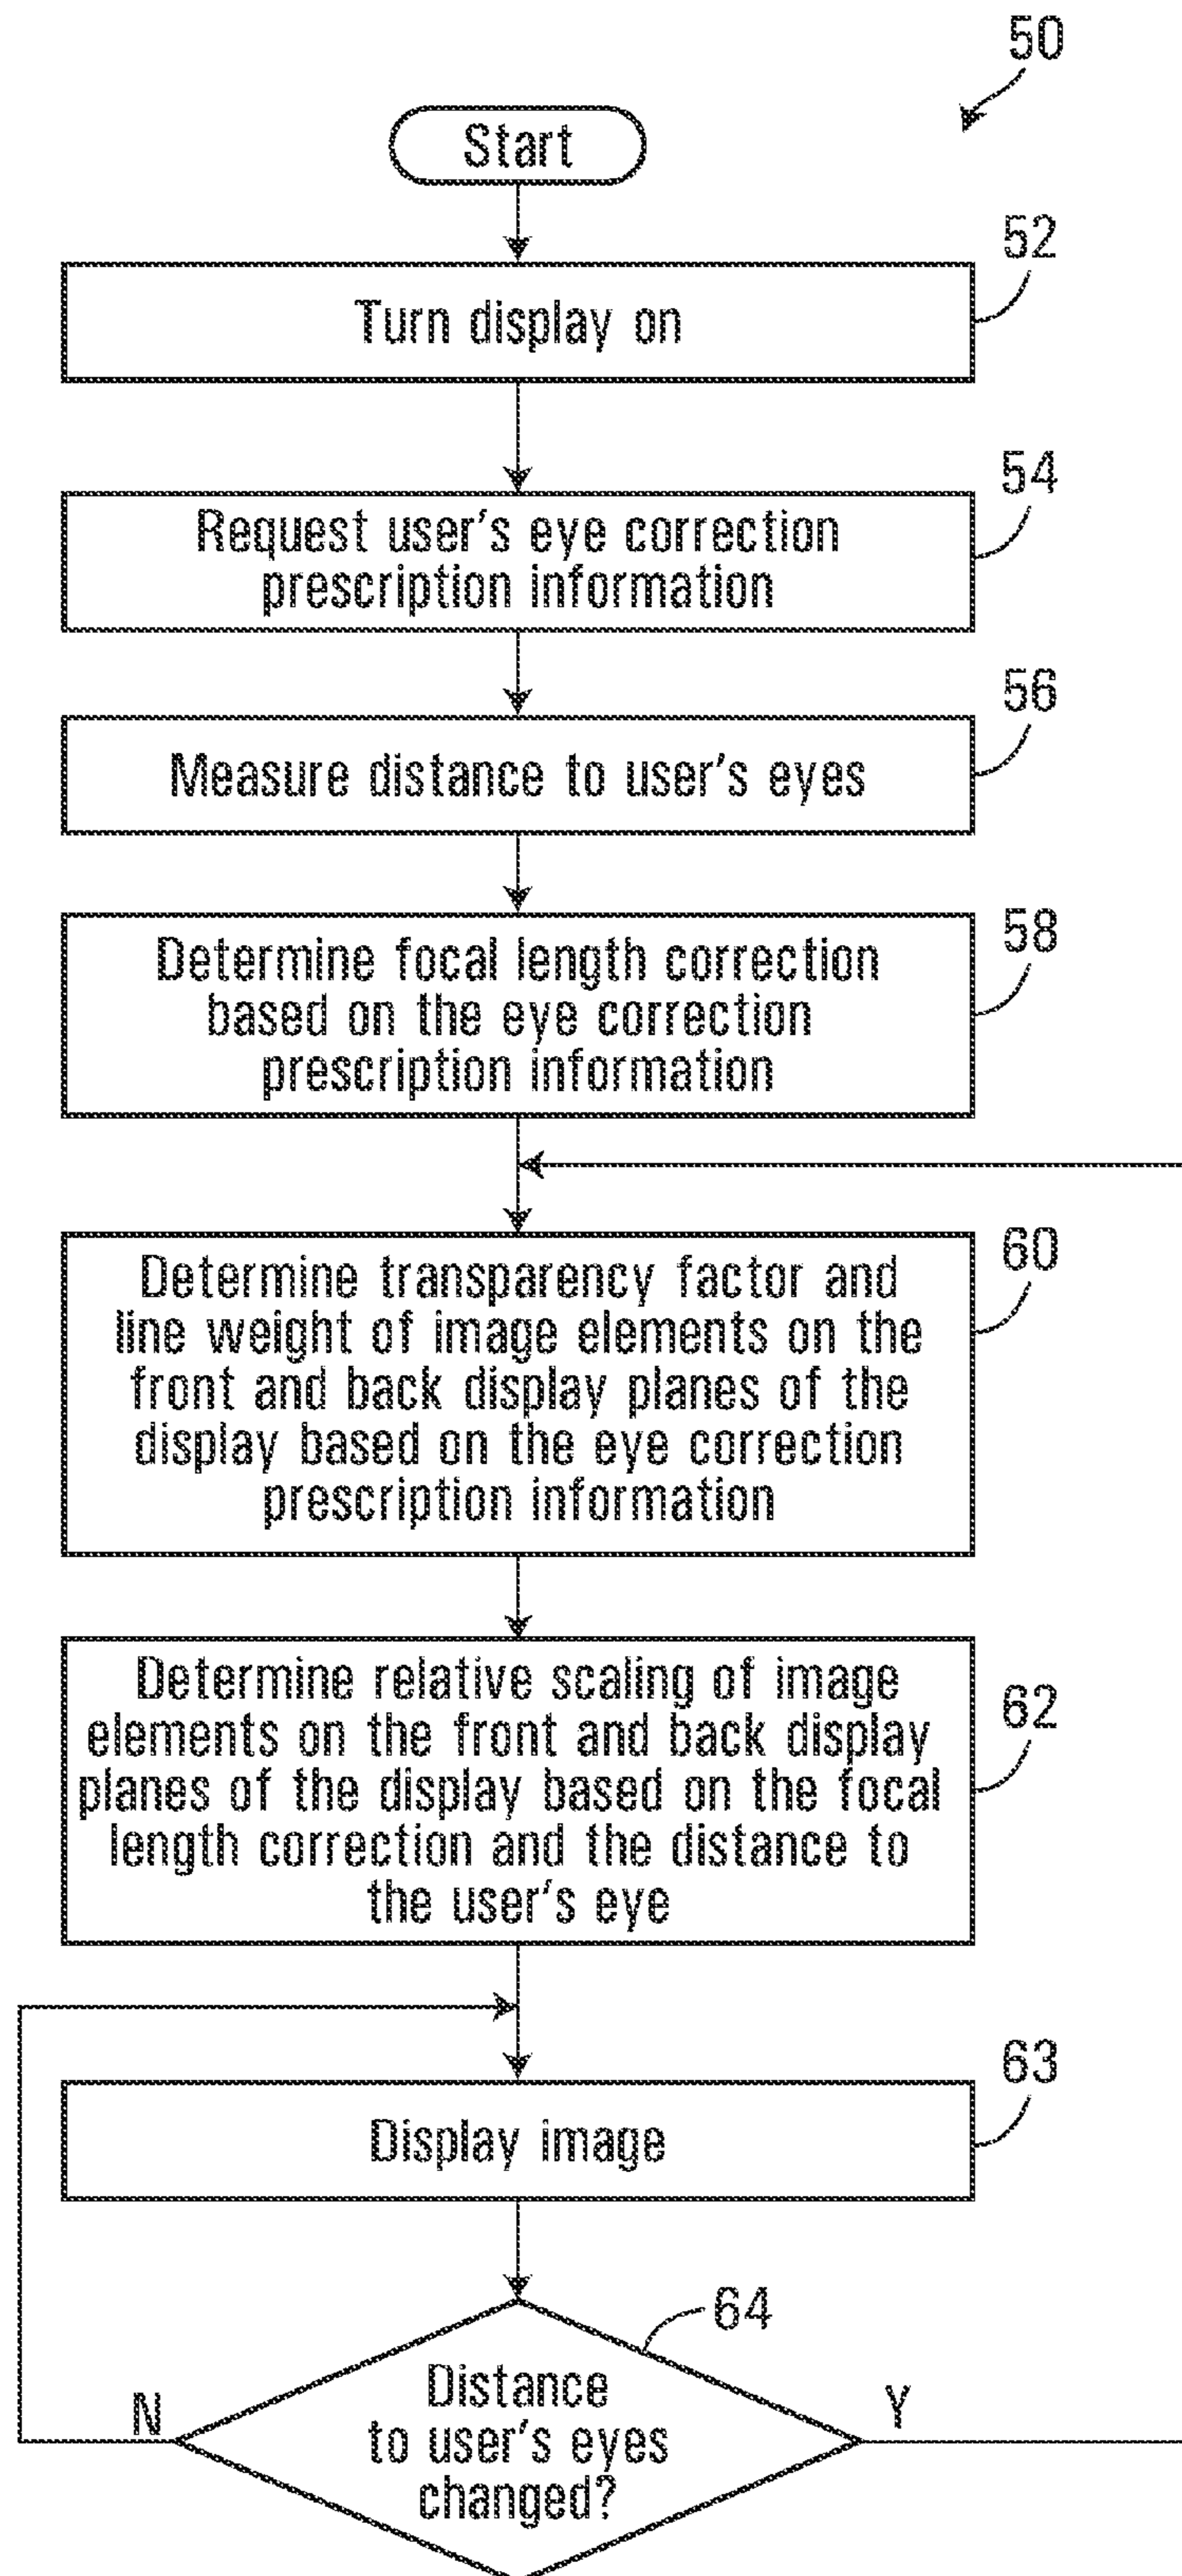 50
Start
52
Turn display on
54
Request user's eye correction
prescription information
56
Measure distance to user's eyes
58
Determine focal length correction
based on the eye correction
prescription information
60
Determine transparency factor and
line weight of image elements on the
front and back display planes of the
display based on the eye correction
prescription information
62
Determine relative scaling of image
elements on the front and back display
planes of the display based on the focal
length correction and the distance to
the user's eye
63
Display image
64
N
Y
Distance
to user's eyes
changed?